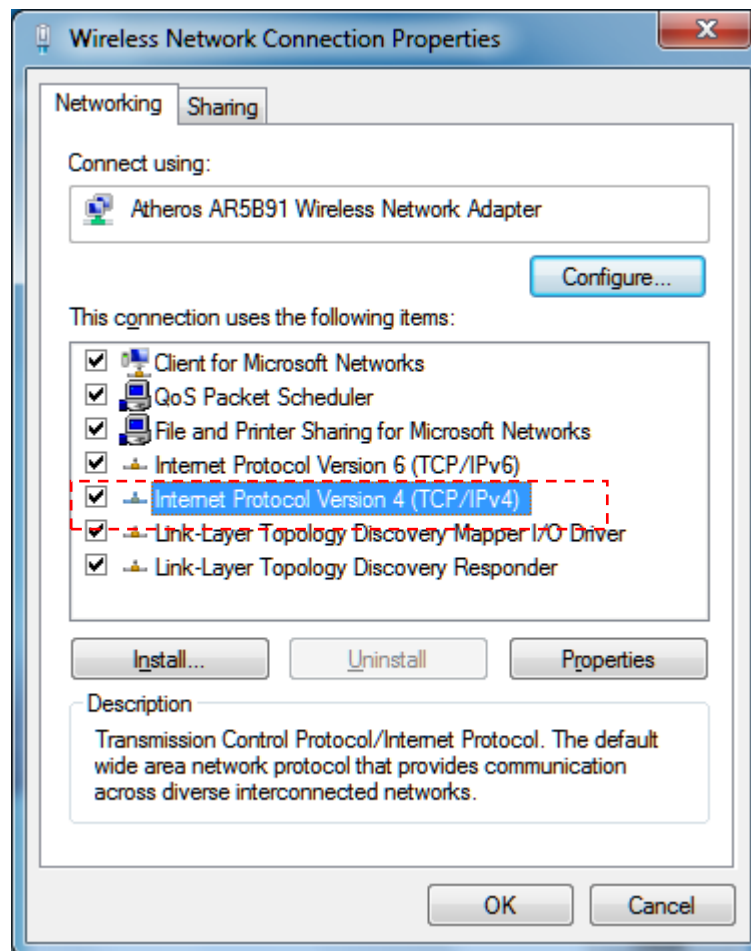 Wireless Network Connection Properties
X
Networking Sharing
Connect using:
Atheros AR5B91 Wireless Network Adapter
Configure...
This connection uses the following items:
Client for Microsoft Networks
QoS Packet Scheduler
File and Printer Sharing for Microsoft Networks
Internet Protocol Version 6 (TCP/IPv6)
Internet Protocol Version 4 (TCP/IPv4)
Link-Layer Topology Discovery Mapper I/O Driver
Link-Layer Topology Discovery Responder
Install... Uninstall Properties
Description
Transmission Control Protocol/Internet Protocol. The default
wide area network protocol that provides communication
across diverse interconnected networks.
OK Cancel